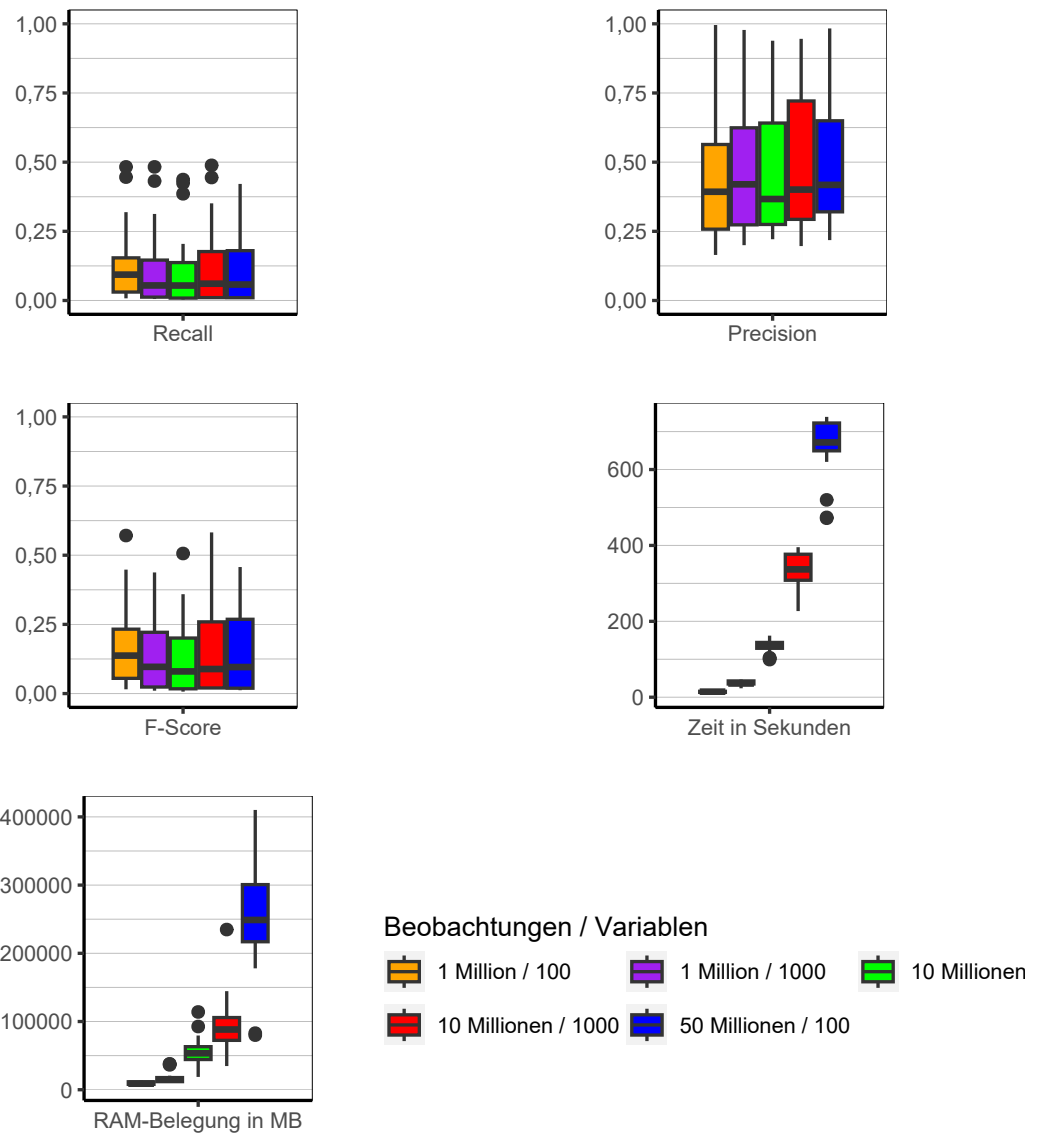 1,00
0,75
0,50
0,25
0,00
Recall
1,00
0,75
0,50
0,25
0,00
Precision
1,00
0,75
0,50
0,25
0,00
F-Score
600
400
200
0
Zeit in Sekunden
400000
300000
200000
100000
0
RAM-Belegung in MB
Beobachtungen / Variablen
1 Million / 100
1 Million / 1000
10 Millionen
10 Millionen / 1000
50 Millionen / 100